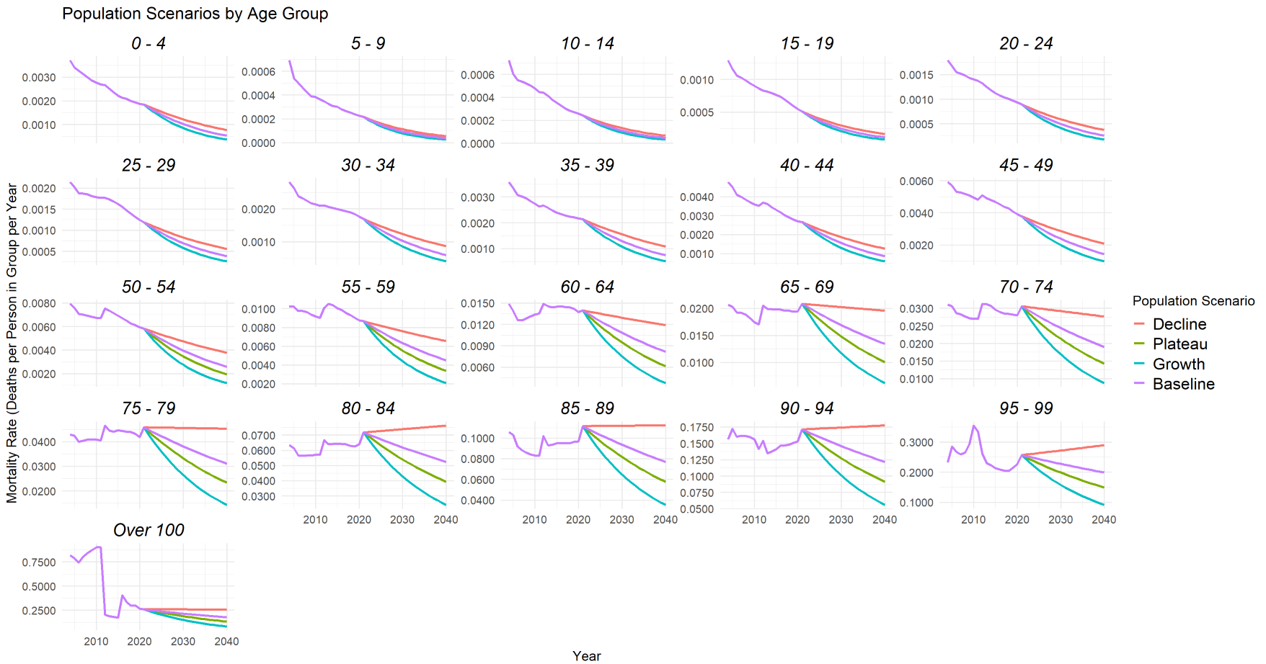 Population Scenarios by Age Group
Mortality Rate (Deaths per Person in Group per Year
0 - 4
5 - 9
10 - 14
15 - 19
20 - 24
0.0030
0.0020
0.0010
0.0006
0.0004
0.0002
0.0000
0.0006
0.0004
0.0002
0.0000
0.0010
0.0005
0.0015
0.0010
0.0005
25 - 29
30 - 34
35 - 39
40 - 44
45 - 49
0.0020
0.0015
0.0010
0.0005
0.0020
0.0010
0.0030
0.0020
0.0010
0.0040
0.0030
0.0020
0.0010
0.0060
0.0040
0.0020
50 - 54
55 - 59
60 - 64
65 - 69
70 - 74
0.0080
0.0060
0.0040
0.0020
0.0100
0.0080
0.0060
0.0040
0.0020
0.0150
0.0120
0.0090
0.0060
0.0200
0.0150
0.0100
0.0300
0.0250
0.0200
0.0150
0.0100
75 - 79
80 - 84
85 - 89
90 - 94
95 - 99
0.0400
0.0300
0.0200
0.0700
0.0600
0.0500
0.0400
0.0300
0.1000
0.0800
0.0600
0.0400
0.1750
0.1500
0.1250
0.1000
0.0750
0.0500
0.3000
0.2000
0.1000
2010 2020 2030 2040
2010 2020 2030 2040
2010 2020 2030 2040
2010 2020 2030 2040
Over 100
0.7500
0.5000
0.2500
2010 2020 2030 2040
Year
Population Scenario
Decline
Plateau
Growth
Baseline